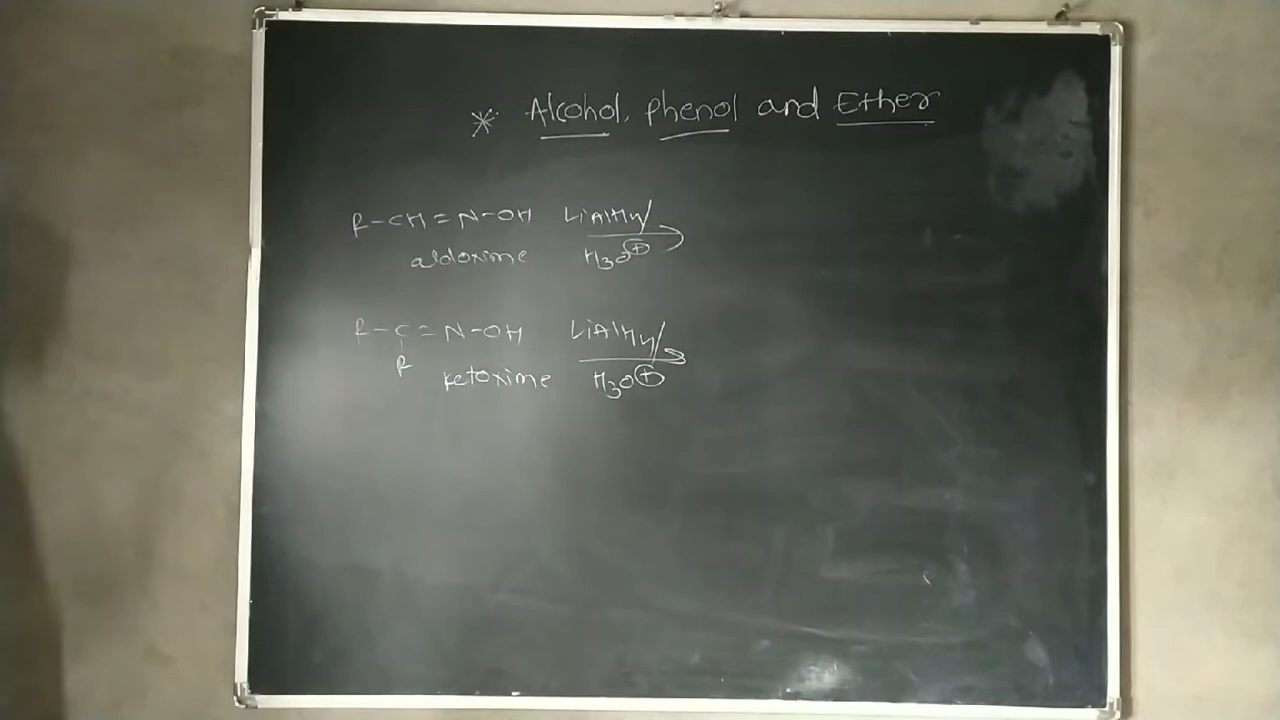 * Alcohol, phenol and Ether
R-CH=N-OH LiAlH4/
aldoxime H3O⊕
R-C=N-OH LiAlH4/
R
ketoxime H3O⊕